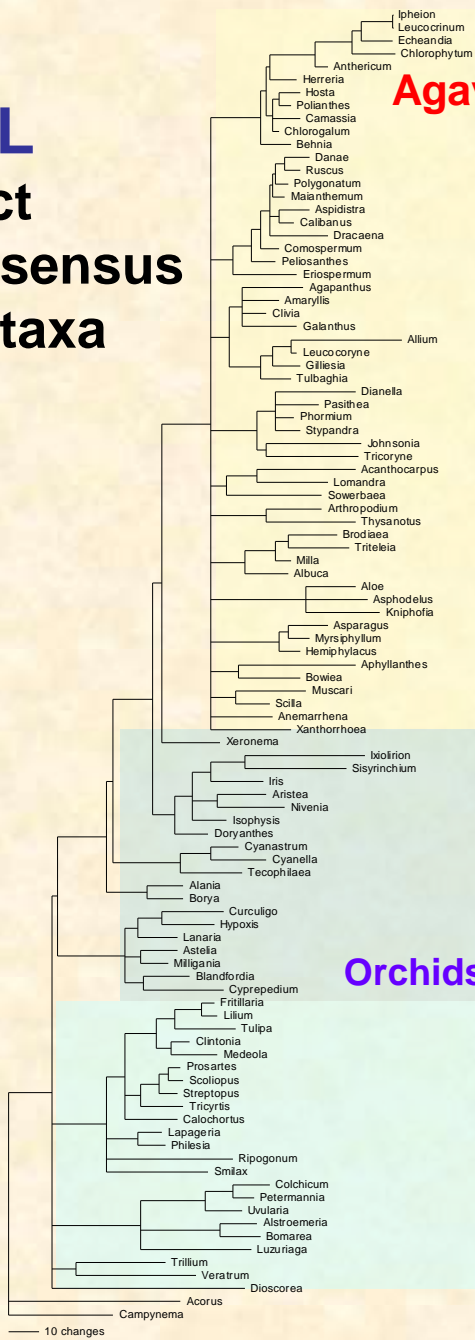 L
ct
sensus
taxa
Agav
Orchids
Ipheion
Leucocrinum
Echeandia
Chlorophytum
Anthericum
Herreria
Hosta
Polianthes
Camassia
Chlorogalum
Behnia
Danae
Ruscus
Polygonatum
Maianthemum
Aspidistra
Calibanus
Dracaena
Comospermum
Peliosanthes
Eriospermum
Agapanthus
Amaryllis
Clivia
Galanthus
Allium
Leucocoryne
Gilliesia
Tulbaghia
Dianella
Pasithea
Phormium
Stypandra
Johnsonia
Tricoryne
Acanthocarpus
Lomandra
Sowerbaea
Arthropodium
Thysanotus
Brodiaea
Triteleia
Milla
Albuca
Aloe
Asphodelus
Kniphofia
Asparagus
Myrsiphyllum
Hemiphylacus
Aphyllanthes
Bowiea
Muscari
Scilla
Anemarrhena
Xanthorrhoea
Xeronema
Ixiolirion
Sisyrinchium
Iris
Aristea
Nivenia
Isophysis
Doryanthes
Cyanastrum
Cyanella
Tecophilaea
Alania
Borya
Curculigo
Hypoxis
Lanaria
Astelia
Milligania
Blandfordia
Cyprepedium
Fritillaria
Lilium
Tulipa
Clintonia
Medeola
Prosartes
Scoliopus
Streptopus
Tricyrtis
Calochortus
Lapageria
Philesia
Ripogonum
Smilax
Colchicum
Petermannia
Uvularia
Alstroemeria
Bomarea
Luzuriaga
Trillium
Veratrum
Dioscorea
Acorus
Campynema
10 changes